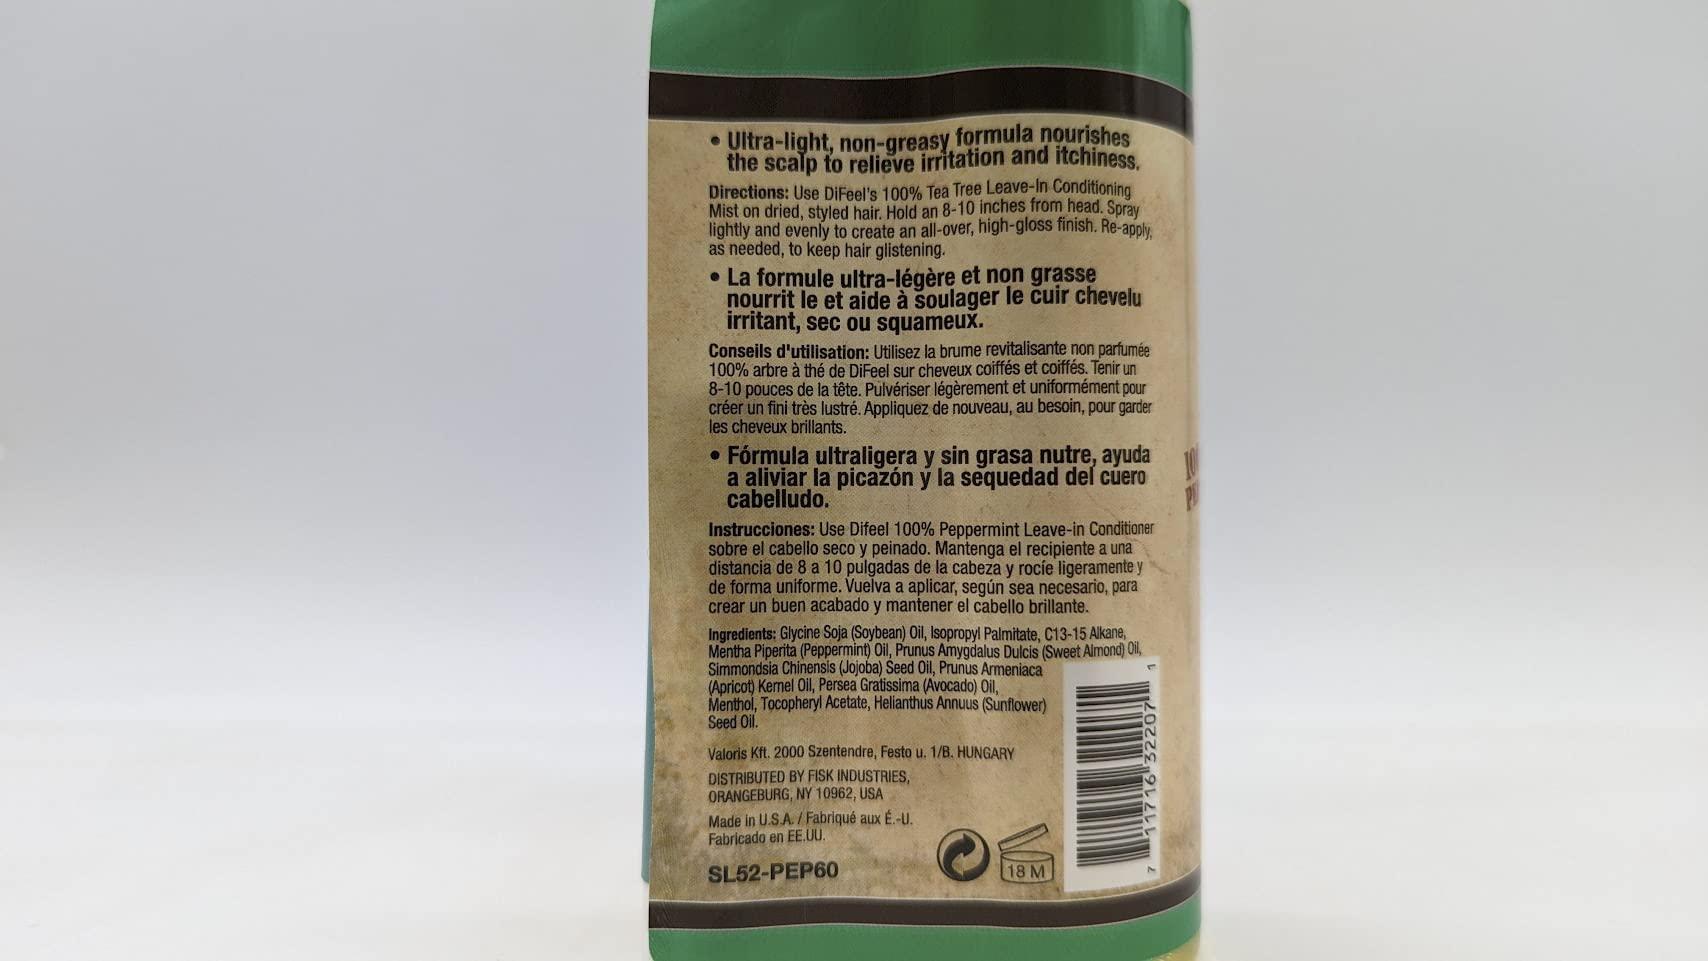 • Ultra-light, non-greasy formula nourishes
the scalp to relieve irritation and itchiness.
Directions: Use DiFeel's 100% Tea Tree Leave-In Conditioning
Mist on dried, styled hair. Hold an 8-10 inches from head. Spray
lightly and evenly to create an all-over, high-gloss finish. Re-apply,
as needed, to keep hair glistening.
• La formule ultra-légère et non grasse
nourrit le et aide à soulager le cuir chevelu
irritant, sec ou squameux.
Conseils d'utilisation: Utilisez la brume revitalisante non parfumée
100% arbre à thé de DiFeel sur cheveux coiffés et coiffés. Tenir un
8-10 pouces de la tête. Pulvériser légèrement et uniformément pour
créer un fini très lustré. Appliquez de nouveau, au besoin, pour garder
les cheveux brillants.
• Fórmula ultraligera y sin grasa nutre, ayuda
a aliviar la picazón y la sequedad del cuero
cabelludo.
Instrucciones: Use Difeel 100% Peppermint Leave-in Conditioner
sobre el cabello seco y peinado. Mantenga el recipiente a una
distancia de 8 a 10 pulgadas de la cabeza y rocíe ligeramente y
de forma uniforme. Vuelva a aplicar, según sea necesario, para
crear un buen acabado y mantener el cabello brillante.
Ingredients: Glycine Soja (Soybean) Oil, Isopropyl Palmitate, C13-15 Alkane,
Mentha Piperita (Peppermint) Oil, Prunus Amygdalus Dulcis (Sweet Almond) Oil,
Simmondsia Chinensis (Jojoba) Seed Oil, Prunus Armeniaca
(Apricot) Kernel Oil, Persea Gratissima (Avocado) Oil,
Menthol, Tocopheryl Acetate, Helianthus Annuus (Sunflower)
Seed Oil.
Valoris Kft. 2000 Szentendre, Festo u. 1/B. HUNGARY
DISTRIBUTED BY FISK INDUSTRIES,
ORANGEBURG, NY 10962, USA
Made in U.S.A. / Fabriqué aux É.-U.
Fabricado en EE.UU.
SL52-PEP60
18 M
7 11716 32207 1